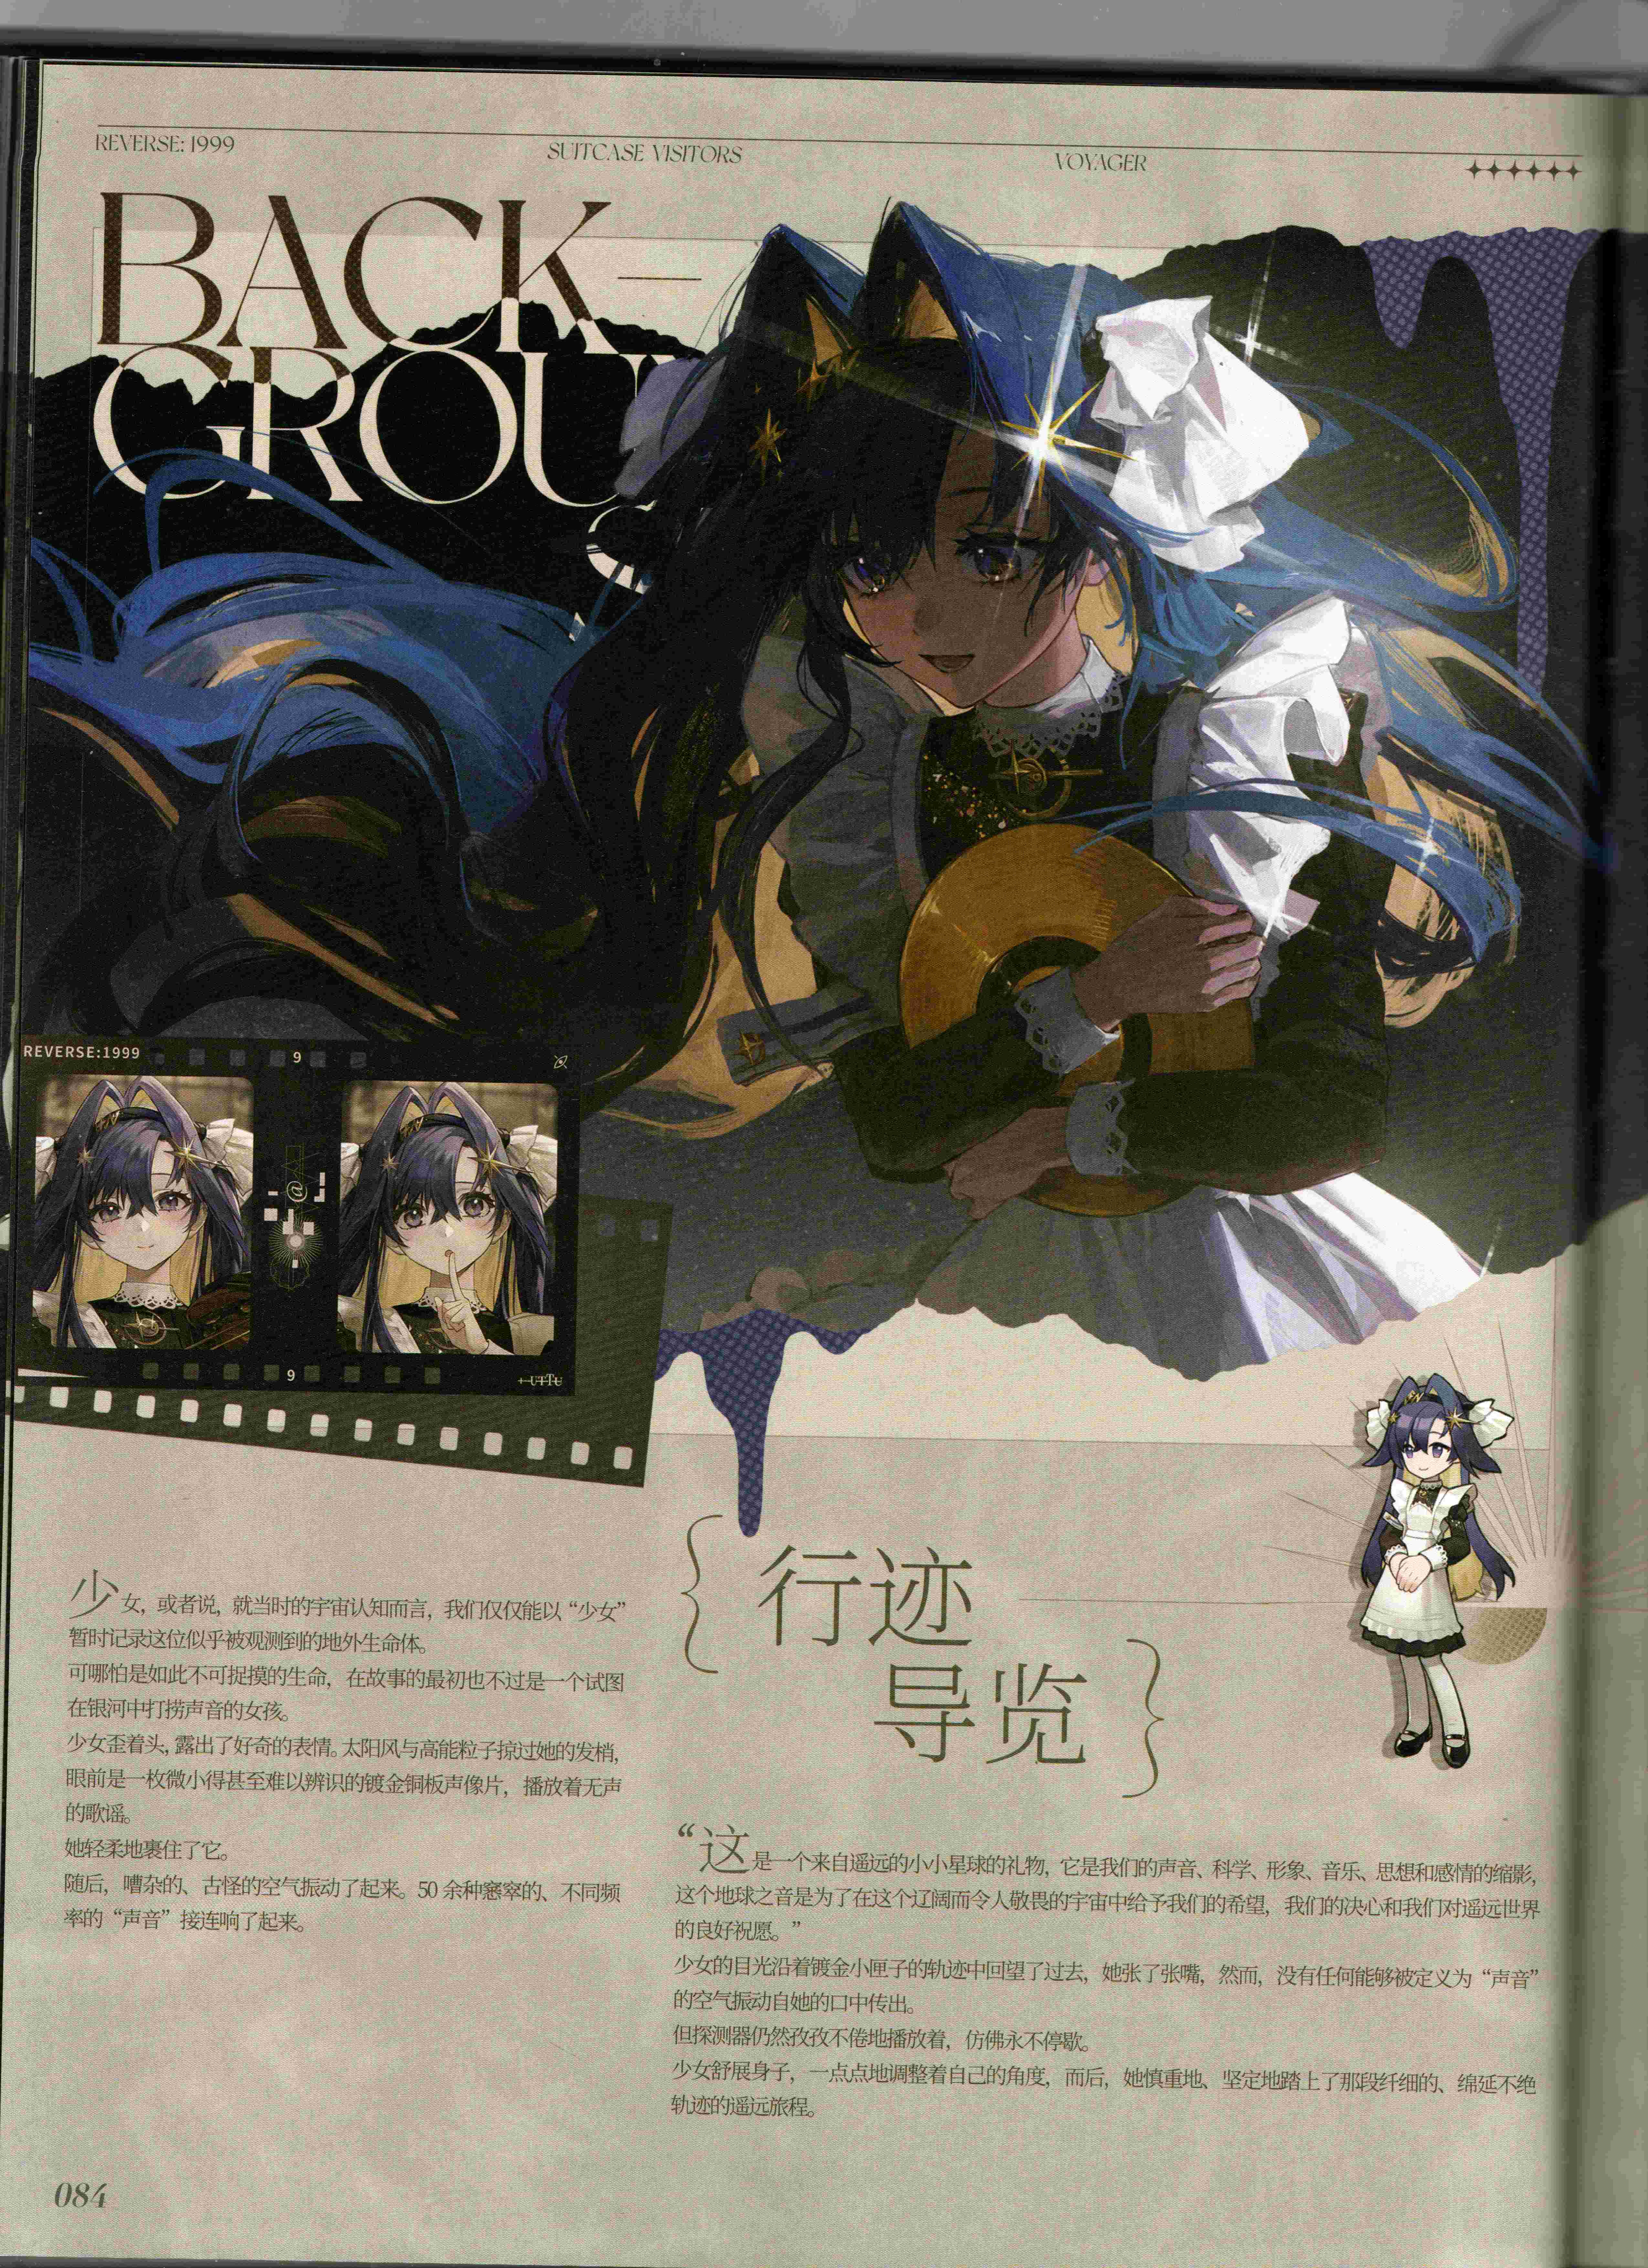 REVERSE: 1999
SUITCASE VISITORS
VOYAGER
BACK-
GROU
REVERSE:1999
9
9
UTTU
少女，或者说，就当时的宇宙认知而言，我们仅仅能以“少女”
暂时记录这位似乎被观测到的地外生命体。
可哪怕是如此不可捉摸的生命，在故事的最初也不过是一个试图
在银河中打捞声音的女孩。
少女歪着头，露出了好奇的表情。太阳风与高能粒子掠过她的发梢，
眼前是一枚微小得甚至难以辨识的镀金铜板声像片，播放着无声
的歌谣。
她轻柔地裹住了它。
随后，嘈杂的、古怪的空气振动了起来。50 余种窸窣的、不同频
率的“声音”接连响了起来。
行迹
导览
“这是一个来自遥远的小小星球的礼物，它是我们的声音、科学、形象、音乐、思想和感情的缩影，
这个地球之音是为了在这个辽阔而令人敬畏的宇宙中给予我们的希望，我们的决心和我们对遥远世界
的良好祝愿。”
少女的目光沿着镀金小匣子的轨迹中回望了过去，她张了张嘴，然而，没有任何能够被定义为“声音”
的空气振动自她的口中传出。
但探测器仍然孜孜不倦地播放着，仿佛永不停歇。
少女舒展身子，一点点地调整着自己的角度，而后，她慎重地、坚定地踏上了那段纤细的、绵延不绝
轨迹的遥远旅程。
084